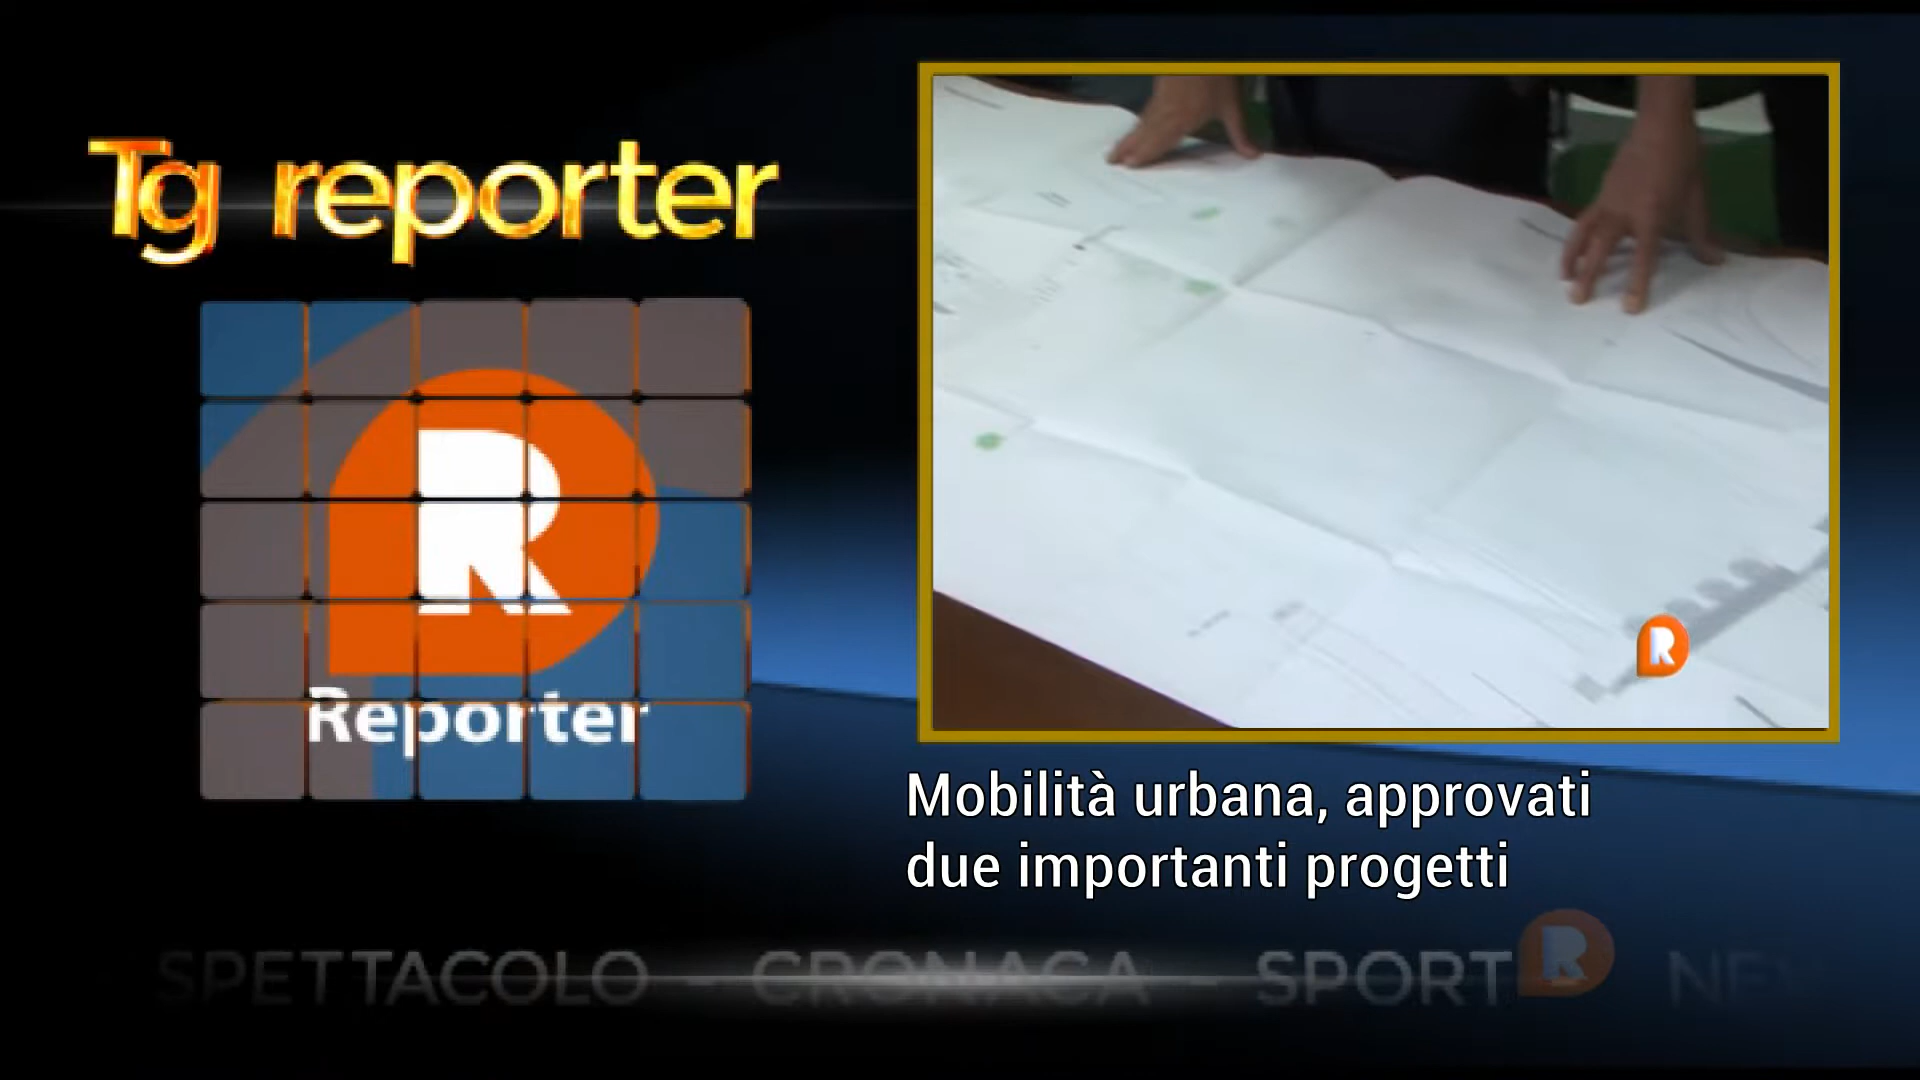 Tg reporter
R
Reporter
R
Mobilità urbana, approvati
due importanti progetti
SPETTACOLO - CRONACA - SPORT R